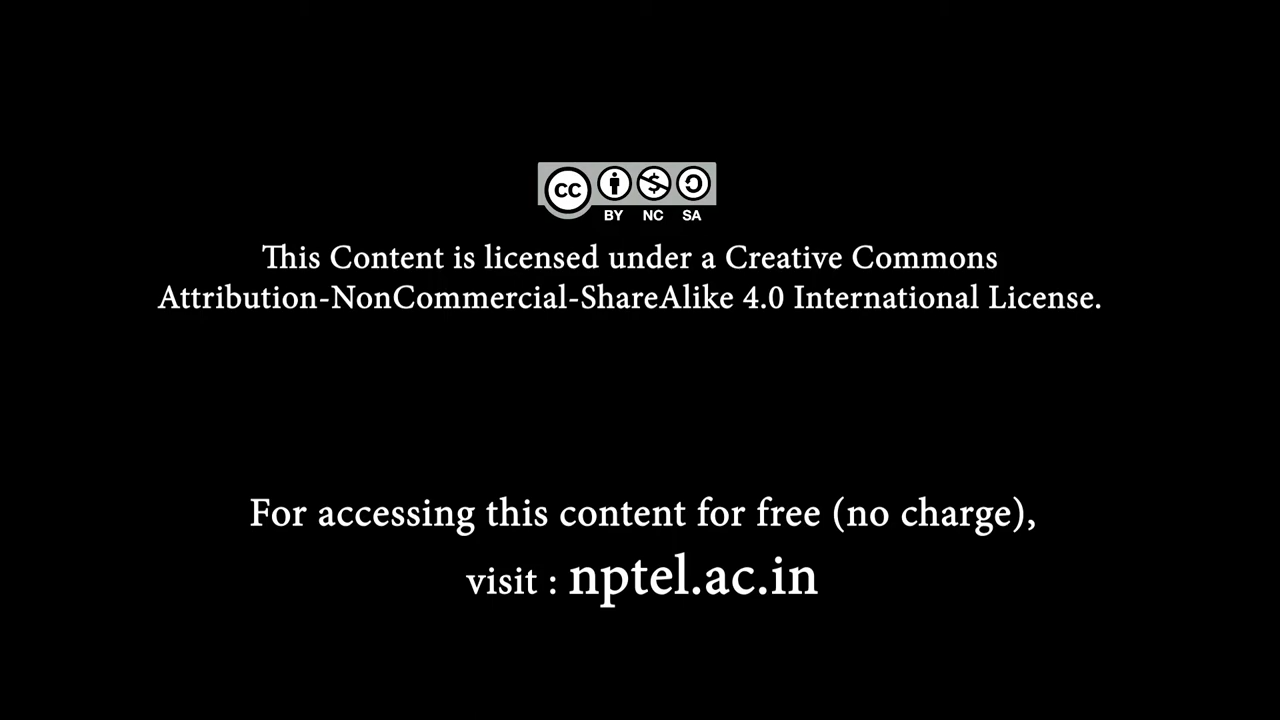 cc
BY NC SA
This Content is licensed under a Creative Commons
Attribution-NonCommercial-ShareAlike 4.0 International License.
For accessing this content for free (no charge),
visit : nptel.ac.in